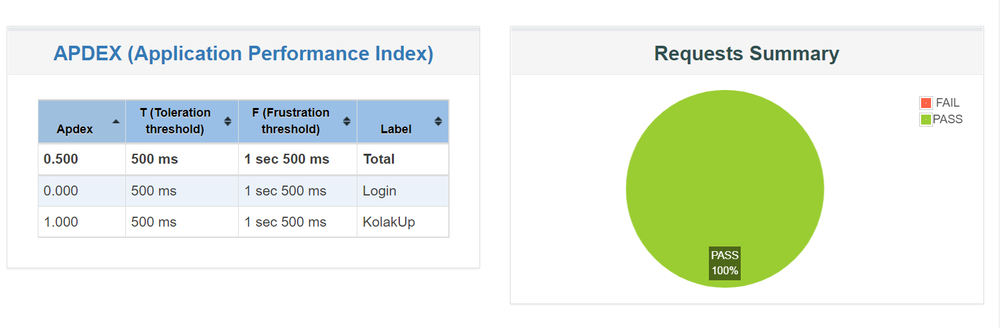 APDEX (Application Performance Index)
Apdex T (Toleration threshold) F (Frustration threshold) Label
0.500 500 ms 1 sec 500 ms Total
0.000 500 ms 1 sec 500 ms Login
1.000 500 ms 1 sec 500 ms KolakUp
Requests Summary
FAIL
PASS
PASS
100%